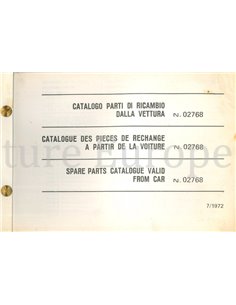 CATALOGO PARTI DI RICAMBIO
DALLA VETTURA N. 02768
CATALOGUE DES PIECES DE RECHANGE
A PARTIR DE LA VOITURE N. 02768
SPARE PARTS CATALOGUE VALID
FROM CAR N. 02768
7/1972